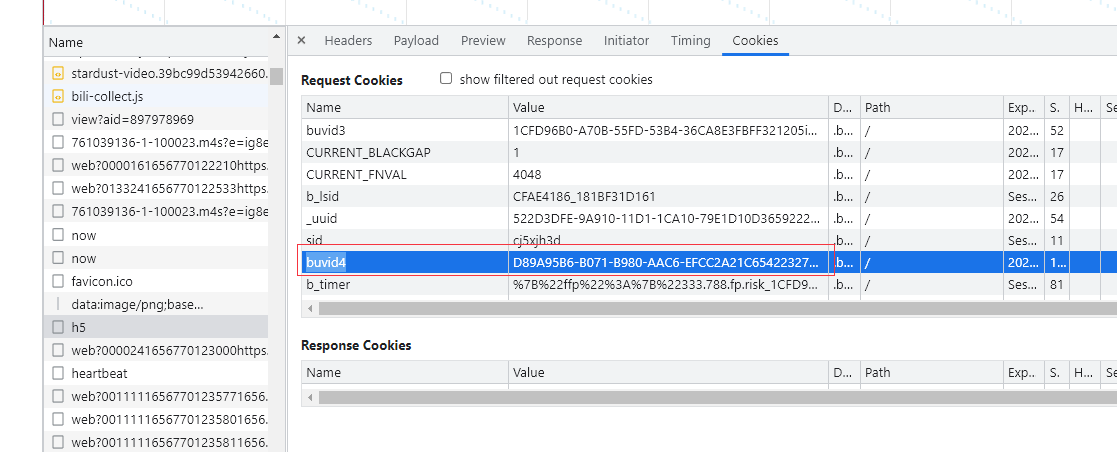 Name
stardust-video.39bc99d53942660.
bili-collect.js
view?aid=897978969
761039136-1-100023.m4s?e=ig8e
web?0000161656770122210https.
web?0133241656770122533https.
761039136-1-100023.m4s?e=ig8e
now
now
favicon.ico
data:image/png;base...
h5
web?0000241656770123000https
heartbeat
web?00111116567701235771656.
web?00111116567701235801656.
web?00111116567701235811656.
× Headers Payload Preview Response Initiator Timing Cookies
Request Cookies show filtered out request cookies
Name Value D... Path Exp... S. H... Se
buvid3 1CFD96B0-A70B-55FD-53B4-36CA8E3FBFF321205i... .b... / 202... 52
CURRENT_BLACKGAP 1 .b... / 202... 17
CURRENT_FNVAL 4048 .b... / 202... 17
b_lsid CFAE4186_181BF31D161 .b... / Ses... 26
_uuid 522D3DFE-9A910-11D1-1CA10-79E1D10D3659222... .b... / 202... 54
sid cj5xjh3d .b... / Ses... 11
buvid4 D89A95B6-B071-B980-AAC6-EFCC2A21C65422327... .b... / 202... 1...
b_timer %7B%22ffp%22%3A%7B%22333.788.fp.risk_1CFD9... .b... / Ses... 81
Response Cookies
Name Value D... Path Exp... S. H... Se